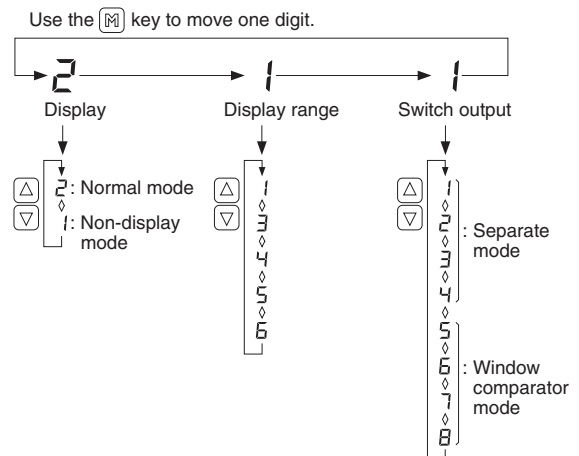 Use the M key to move one digit.
2 1 1
Display Display range Switch output
2: Normal mode
1: Non-display
mode
1
3
4
5
6
1
2
3
4
: Separate
mode
5
6
7
8
: Window
comparator
mode